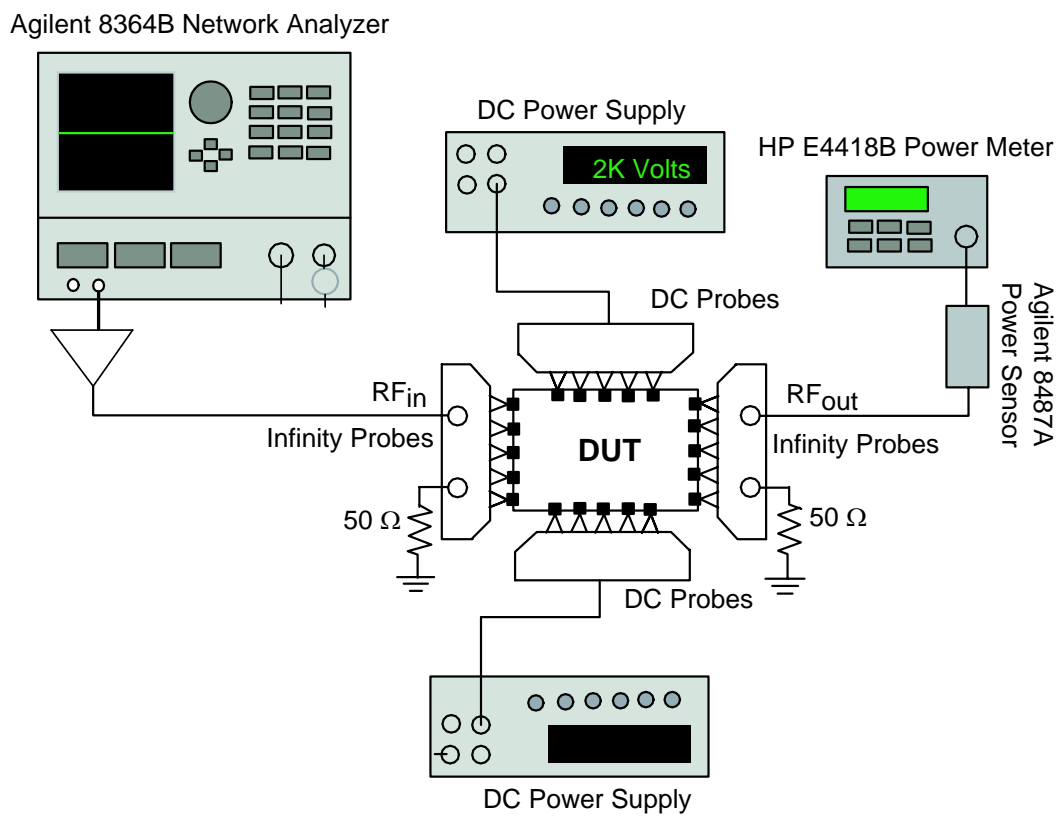 Agilent 8364B Network Analyzer
DC Power Supply
2K Volts
HP E4418B Power Meter
DC Probes
Agilent 8487A
Power Sensor
RFin
RFout
Infinity Probes
Infinity Probes
DUT
50 Ω
50 Ω
DC Probes
DC Power Supply